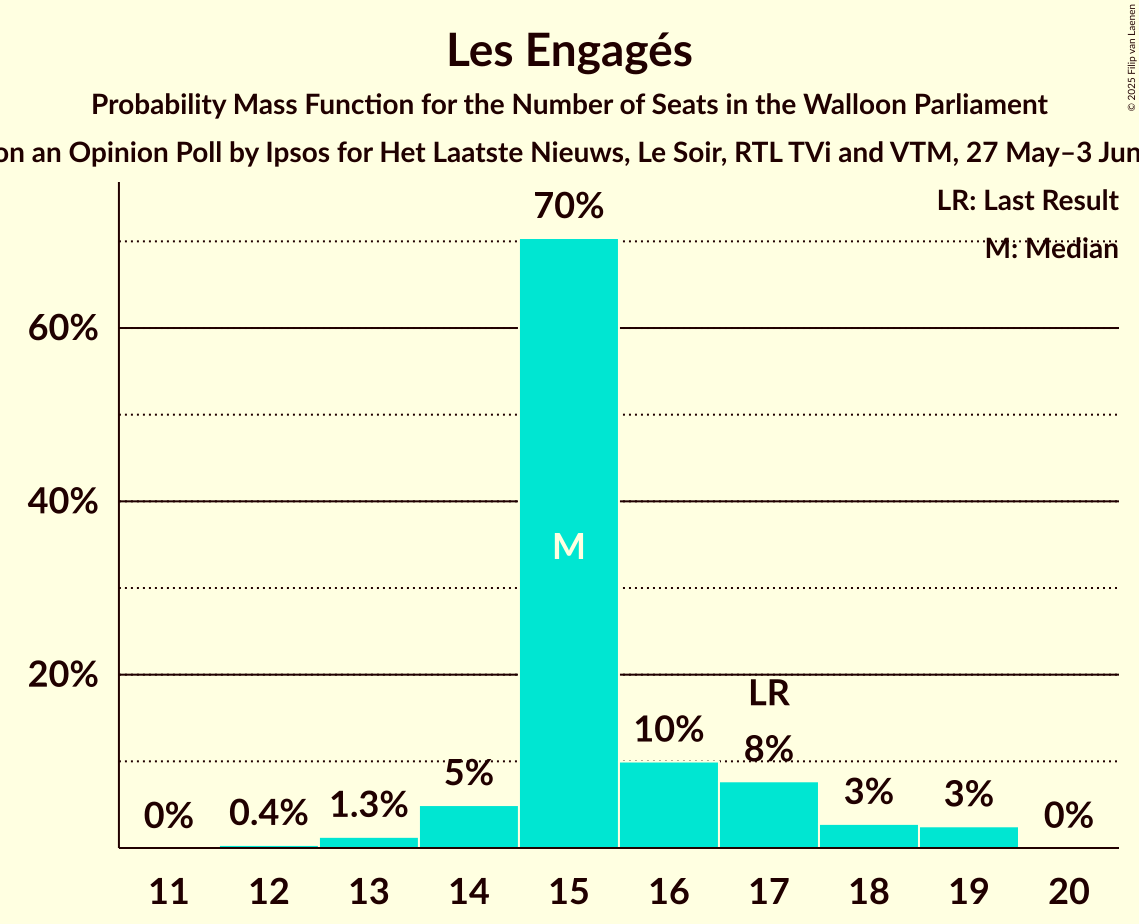 Les Engagés
Probability Mass Function for the Number of Seats in the Walloon Parliament
on an Opinion Poll by Ipsos for Het Laatste Nieuws, Le Soir, RTL TVi and VTM, 27 May–3 Jun
© 2025 Filip van Laenen
LR: Last Result
M: Median
70%
60%
40%
M
20%
LR
10%
8%
5%
3%
3%
1.3%
0.4%
0%
0%
11 12 13 14 15 16 17 18 19 20